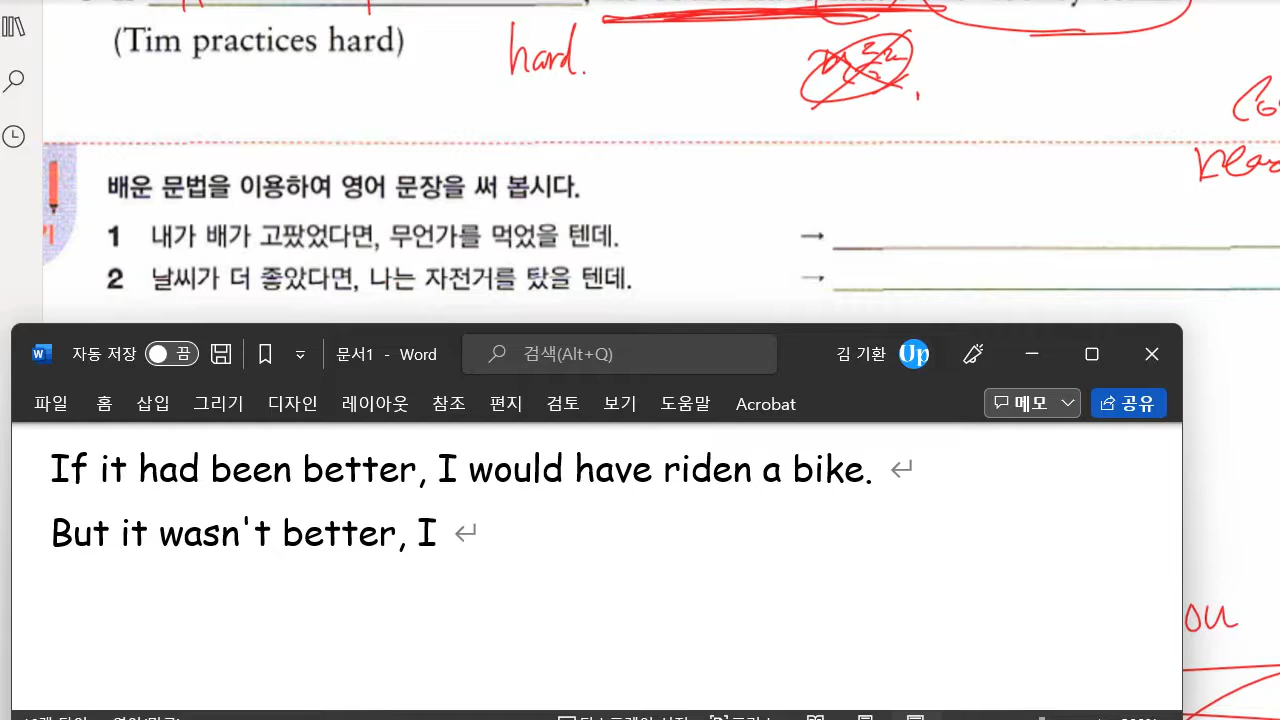 (Tim practices hard)
hard.
배운 문법을 이용하여 영어 문장을 써 봅시다.
1 내가 배가 고팠었다면, 무언가를 먹었을 텐데. →
2 날씨가 더 좋았다면, 나는 자전거를 탔을 텐데. →
자동 저장 끔 문서1 - Word 검색(Alt+Q) 김 기환 Up
파일 홈 삽입 그리기 디자인 레이아웃 참조 편지 검토 보기 도움말 Acrobat 메모 공유
If it had been better, I would have riden a bike.
But it wasn't better, I
ou